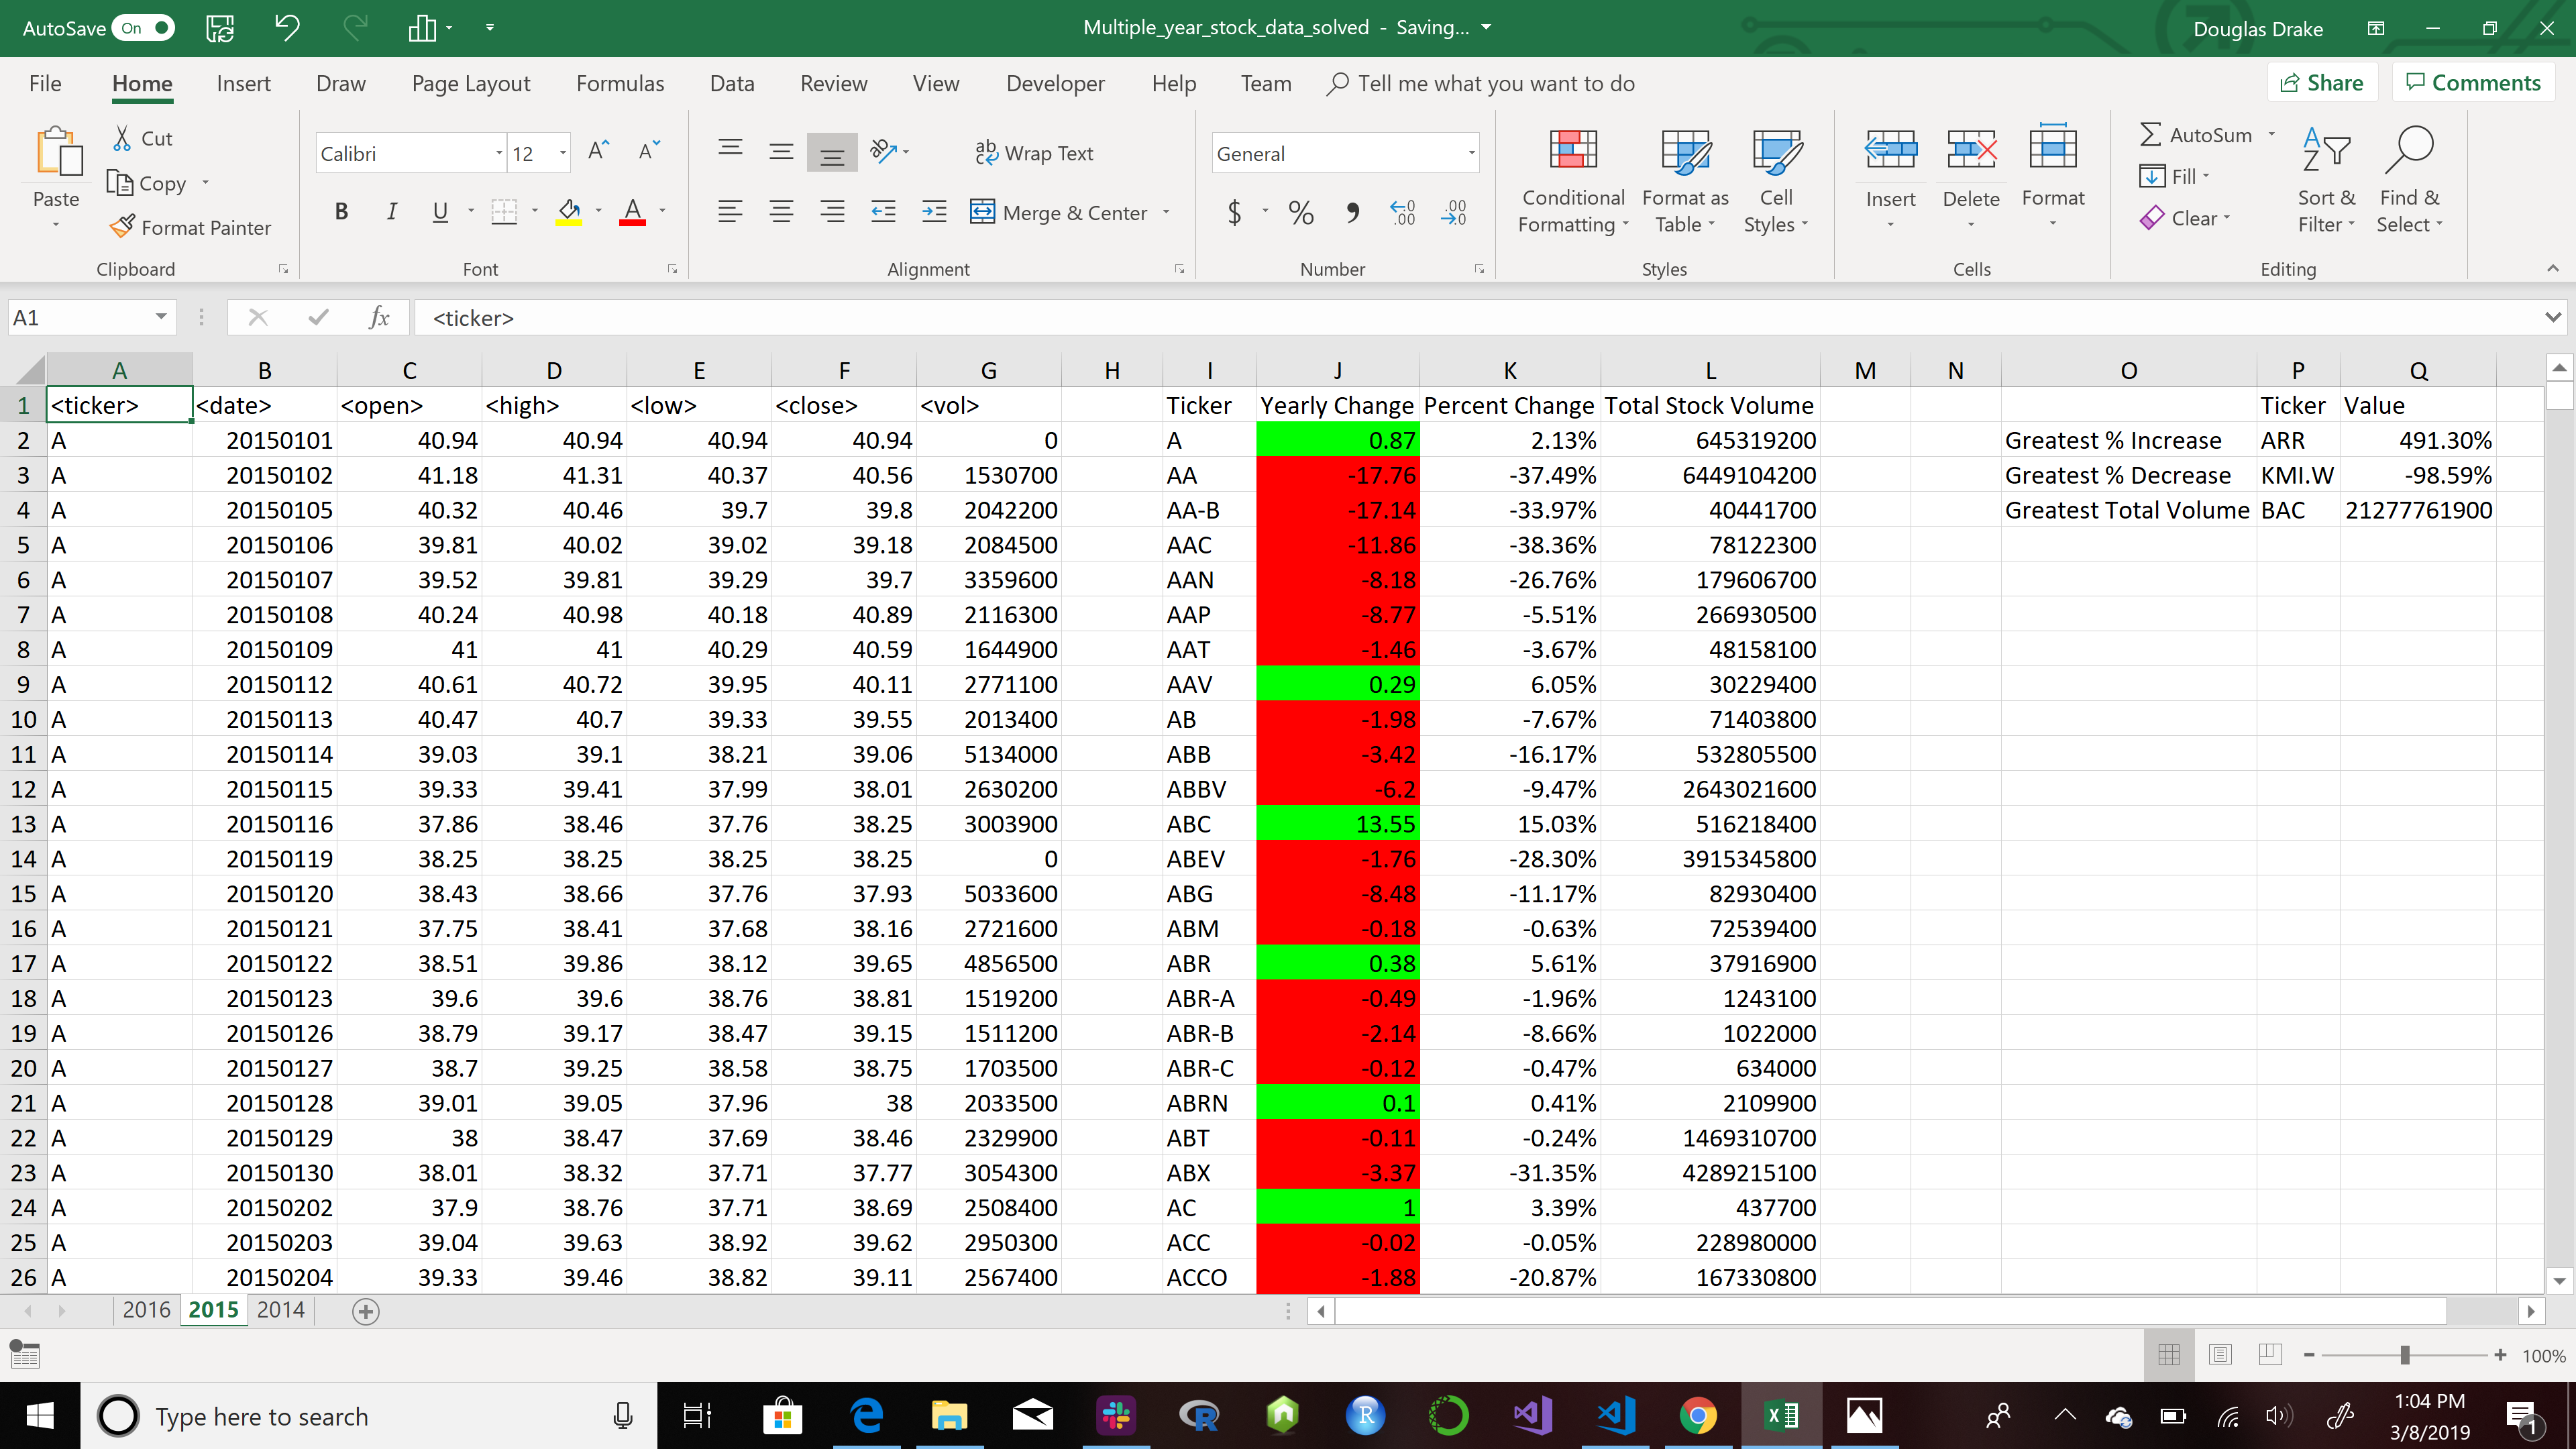 AutoSave On Multiple_year_stock_data_solved - Saving... Douglas Drake
File Home Insert Draw Page Layout Formulas Data Review View Developer Help Team Tell me what you want to do Share Comments
Paste Cut Copy Format Painter Clipboard
Calibri 12 B I U A Font
Wrap Text Merge & Center Alignment
General $ % Number
Conditional Formatting Format as Table Cell Styles Styles
Insert Delete Format Cells
AutoSum Fill Clear Sort & Filter Find & Select Editing
A1 fx <ticker>
A B C D E F G H I J K L M N O P Q
1 <ticker> <date> <open> <high> <low> <close> <vol> Ticker Yearly Change Percent Change Total Stock Volume Ticker Value
2 A 20150101 40.94 40.94 40.94 40.94 0 A 0.87 2.13% 645319200 Greatest % Increase ARR 491.30%
3 A 20150102 41.18 41.31 40.37 40.56 1530700 AA -17.76 -37.49% 6449104200 Greatest % Decrease KMI.W -98.59%
4 A 20150105 40.32 40.46 39.7 39.8 2042200 AA-B -17.14 -33.97% 40441700 Greatest Total Volume BAC 21277761900
5 A 20150106 39.81 40.02 39.02 39.18 2084500 AAC -11.86 -38.36% 78122300
6 A 20150107 39.52 39.81 39.29 39.7 3359600 AAN -8.18 -26.76% 179606700
7 A 20150108 40.24 40.98 40.18 40.89 2116300 AAP -8.77 -5.51% 266930500
8 A 20150109 41 41 40.29 40.59 1644900 AAT -1.46 -3.67% 48158100
9 A 20150112 40.61 40.72 39.95 40.11 2771100 AAV 0.29 6.05% 30229400
10 A 20150113 40.47 40.7 39.33 39.55 2013400 AB -1.98 -7.67% 71403800
11 A 20150114 39.03 39.1 38.21 39.06 5134000 ABB -3.42 -16.17% 532805500
12 A 20150115 39.33 39.41 37.99 38.01 2630200 ABBV -6.2 -9.47% 2643021600
13 A 20150116 37.86 38.46 37.76 38.25 3003900 ABC 13.55 15.03% 516218400
14 A 20150119 38.25 38.25 38.25 38.25 0 ABEV -1.76 -28.30% 3915345800
15 A 20150120 38.43 38.66 37.76 37.93 5033600 ABG -8.48 -11.17% 82930400
16 A 20150121 37.75 38.41 37.68 38.16 2721600 ABM -0.18 -0.63% 72539400
17 A 20150122 38.51 39.86 38.12 39.65 4856500 ABR 0.38 5.61% 37916900
18 A 20150123 39.6 39.6 38.76 38.81 1519200 ABR-A -0.49 -1.96% 1243100
19 A 20150126 38.79 39.17 38.47 39.15 1511200 ABR-B -2.14 -8.66% 1022000
20 A 20150127 38.7 39.25 38.58 38.75 1703500 ABR-C -0.12 -0.47% 634000
21 A 20150128 39.01 39.05 37.96 38 2033500 ABRN 0.1 0.41% 2109900
22 A 20150129 38 38.47 37.69 38.46 2329900 ABT -0.11 -0.24% 1469310700
23 A 20150130 38.01 38.32 37.71 37.77 3054300 ABX -3.37 -31.35% 4289215100
24 A 20150202 37.9 38.76 37.71 38.69 2508400 AC 1 3.39% 437700
25 A 20150203 39.04 39.63 38.92 39.62 2950300 ACC -0.02 -0.05% 228980000
26 A 20150204 39.33 39.46 38.82 39.11 2567400 ACCO -1.88 -20.87% 167330800
2016 2015 2014
100%
Type here to search 1:04 PM
3/8/2019 1